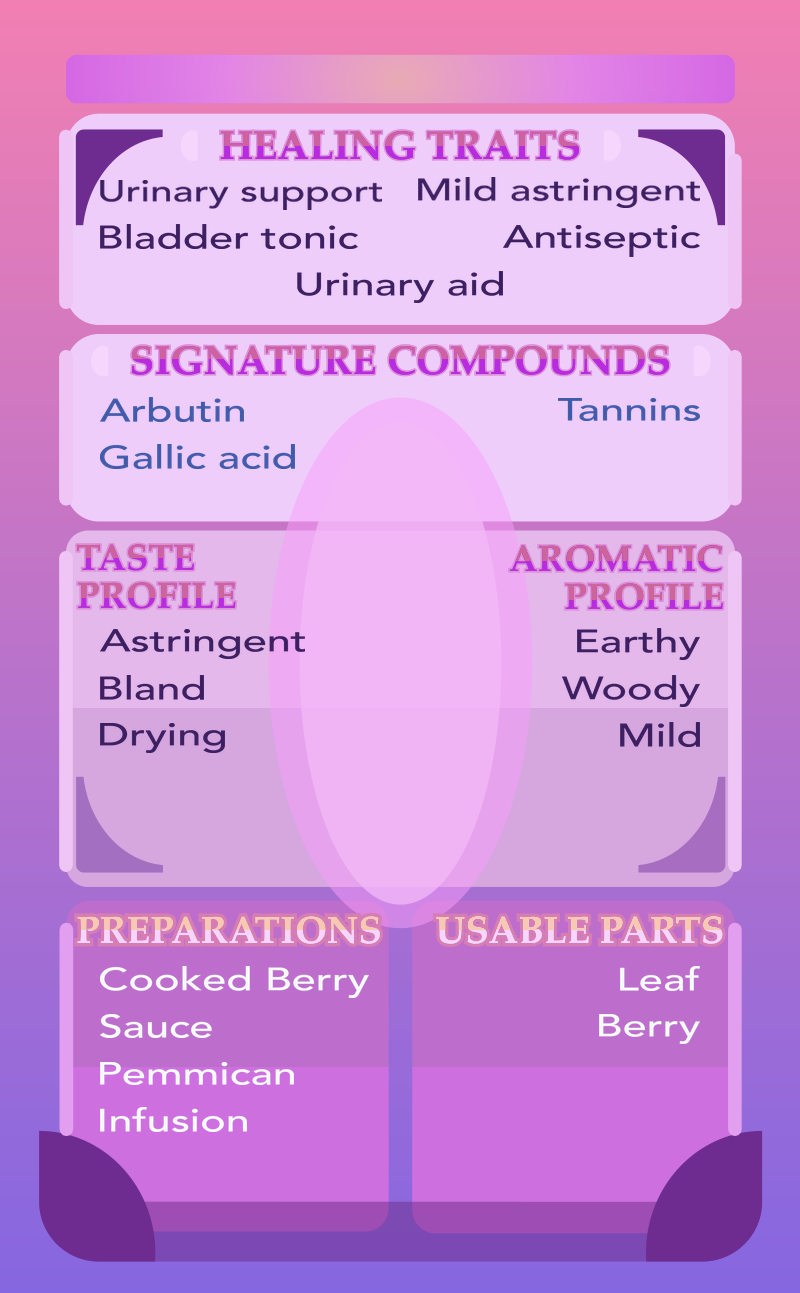 HEALING TRAITS
Urinary support
Mild astringent
Bladder tonic
Antiseptic
Urinary aid
SIGNATURE COMPOUNDS
Arbutin
Tannins
Gallic acid
TASTE
PROFILE
Astringent
Bland
Drying
AROMATIC
PROFILE
Earthy
Woody
Mild
PREPARATIONS
Cooked Berry
Sauce
Pemmican
Infusion
USABLE PARTS
Leaf
Berry